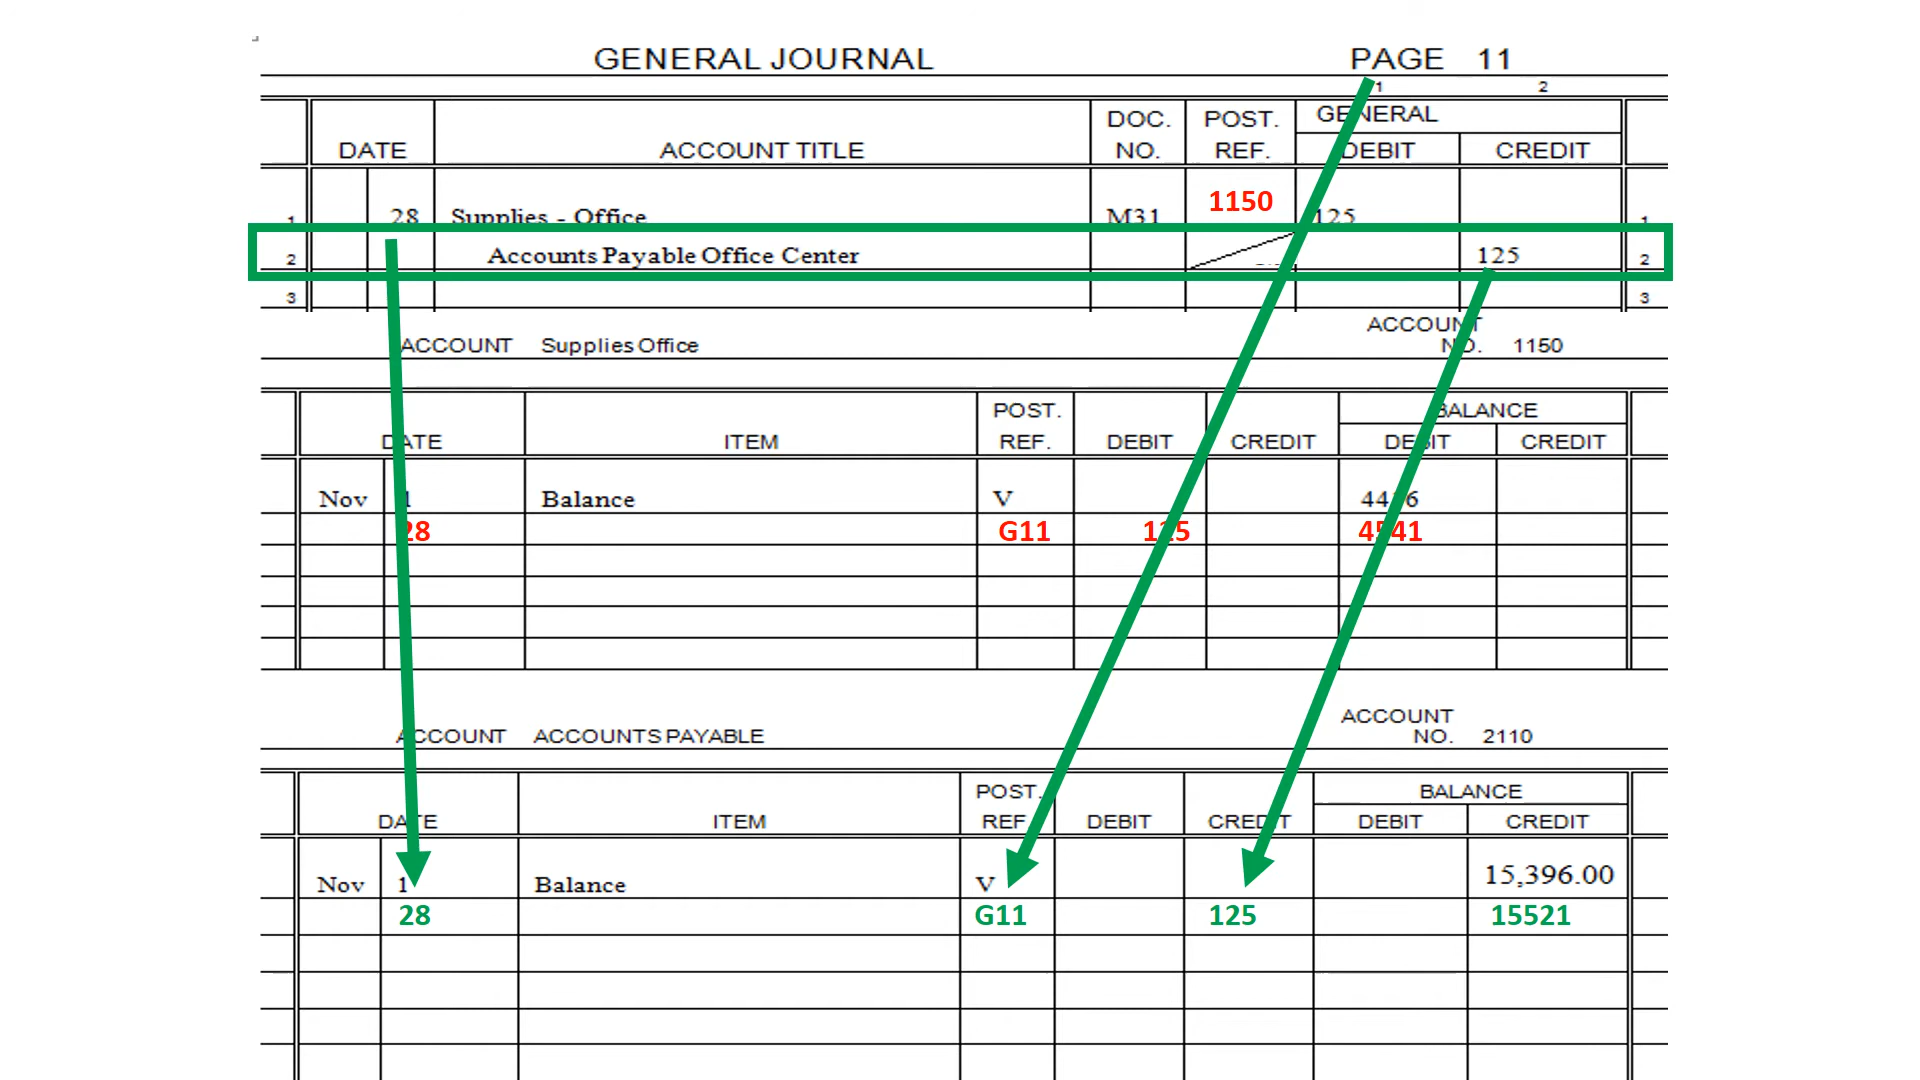 GENERAL JOURNAL PAGE 11
1 2
DOC. POST. GENERAL
DATE ACCOUNT TITLE NO. REF. DEBIT CREDIT
1150
1 28 Supplies - Office M31 125 1
2 Accounts Payable Office Center 125 2
3 3
ACCOUNT
ACCOUNT Supplies Office NO. 1150
POST. BALANCE
DATE ITEM REF. DEBIT CREDIT DEBIT CREDIT
Nov 1 Balance V 4416
28 G11 125 4541
ACCOUNT
ACCOUNT ACCOUNTS PAYABLE NO. 2110
POST. BALANCE
DATE ITEM REF. DEBIT CREDIT DEBIT CREDIT
Nov 1 Balance V 15,396.00
28 G11 125 15521